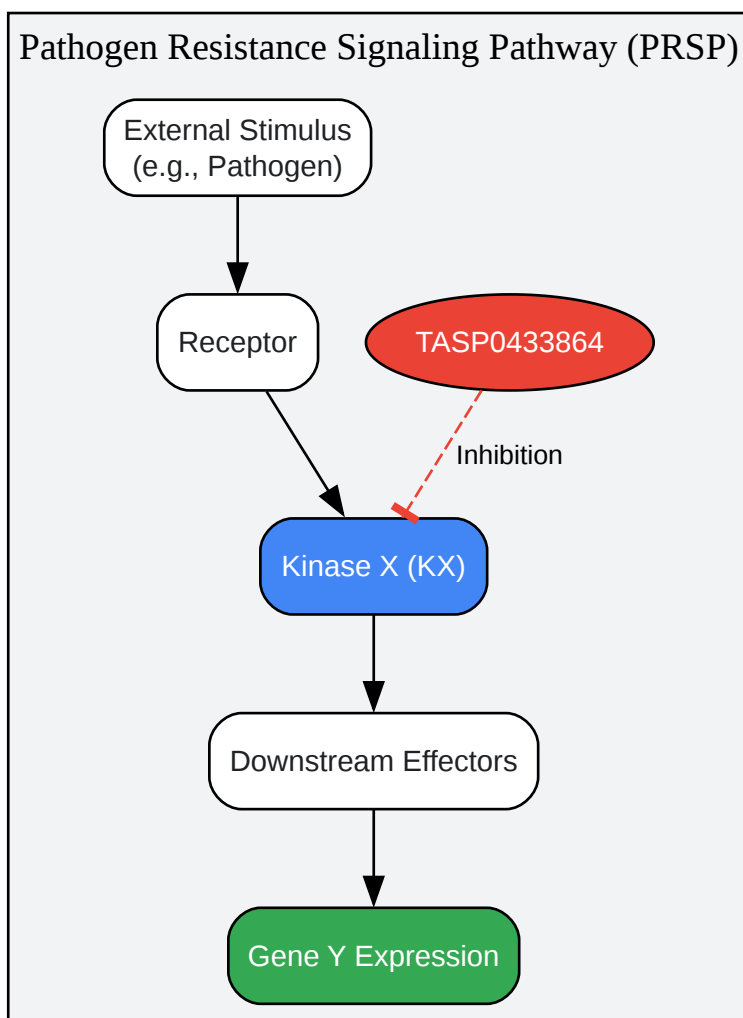 Pathogen Resistance Signaling Pathway (PRSP)
External Stimulus
(e.g., Pathogen)
Receptor
TASP0433864
Inhibition
Kinase X (KX)
Downstream Effectors
Gene Y Expression